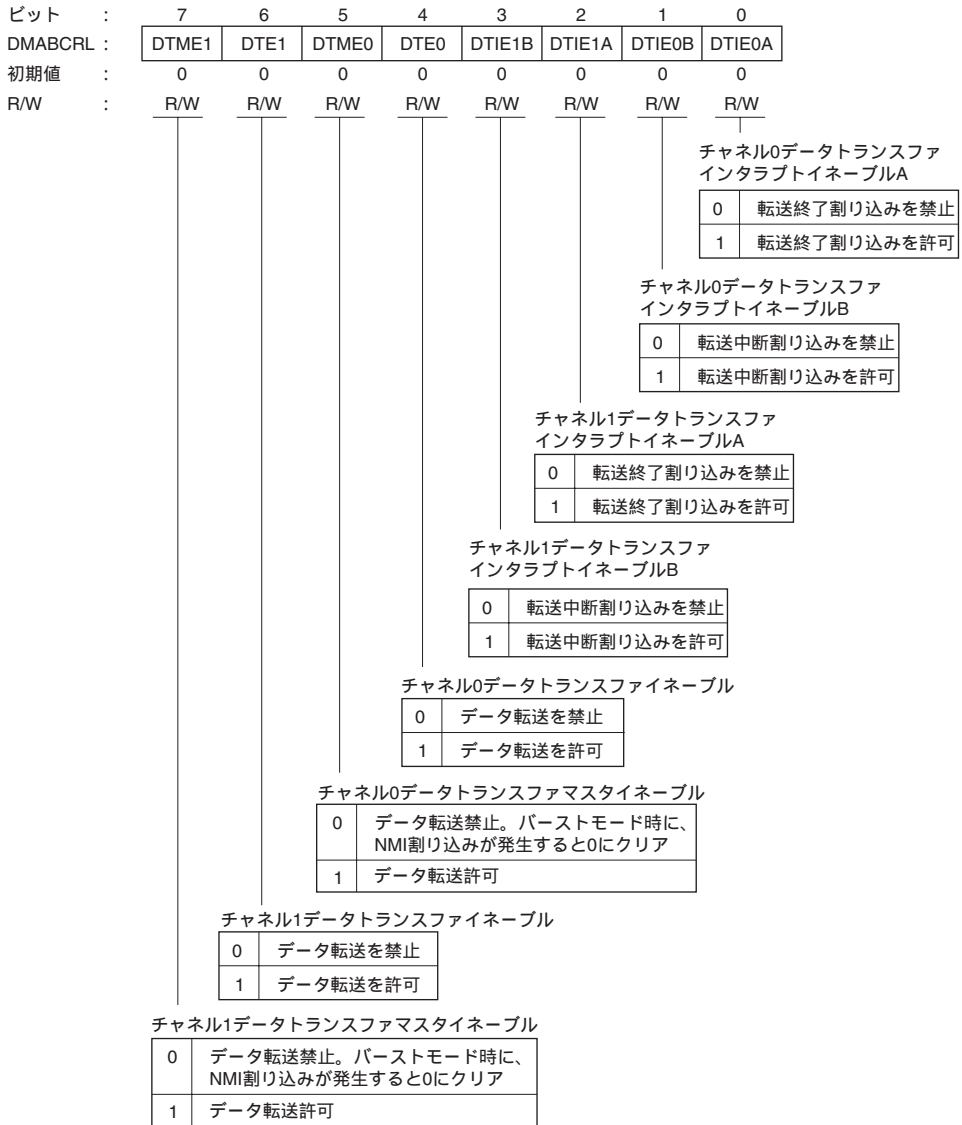 ビット : 7 6 5 4 3 2 1 0
DMABCRL : DTME1 DTE1 DTME0 DTE0 DTIE1B DTIE1A DTIE0B DTIE0A
初期値 : 0 0 0 0 0 0 0 0
R/W : R/W R/W R/W R/W R/W R/W R/W R/W
チャネル0データトランスファ
インタラプトイネーブルA
0 転送終了割り込みを禁止
1 転送終了割り込みを許可
チャネル0データトランスファ
インタラプトイネーブルB
0 転送中断割り込みを禁止
1 転送中断割り込みを許可
チャネル1データトランスファ
インタラプトイネーブルA
0 転送終了割り込みを禁止
1 転送終了割り込みを許可
チャネル1データトランスファ
インタラプトイネーブルB
0 転送中断割り込みを禁止
1 転送中断割り込みを許可
チャネル0データトランスファイネーブル
0 データ転送を禁止
1 データ転送を許可
チャネル0データトランスファマスタイネーブル
0 データ転送禁止。バーストモード時に、
NMI割り込みが発生すると0にクリア
1 データ転送許可
チャネル1データトランスファイネーブル
0 データ転送を禁止
1 データ転送を許可
チャネル1データトランスファマスタイネーブル
0 データ転送禁止。バーストモード時に、
NMI割り込みが発生すると0にクリア
1 データ転送許可